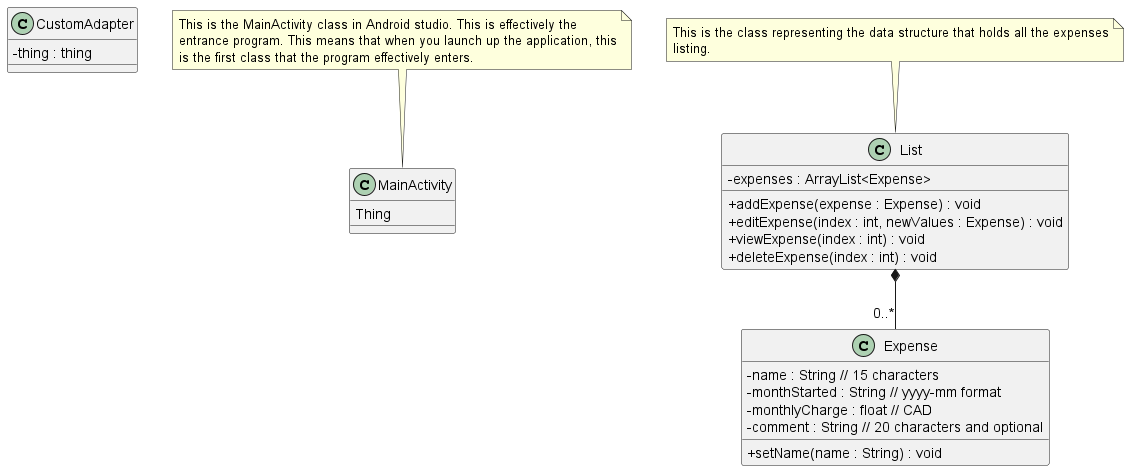 C CustomAdapter
-thing : thing
This is the MainActivity class in Android studio. This is effectively the
entrance program. This means that when you launch up the application, this
is the first class that the program effectively enters.
C MainActivity
Thing
This is the class representing the data structure that holds all the expenses
listing.
C List
-expenses : ArrayList<Expense>
+addExpense(expense : Expense) : void
+editExpense(index : int, newValues : Expense) : void
+viewExpense(index : int) : void
+deleteExpense(index : int) : void
0..*
C Expense
-name : String // 15 characters
-monthStarted : String // yyyy-mm format
-monthlyCharge : float // CAD
-comment : String // 20 characters and optional
+setName(name : String) : void